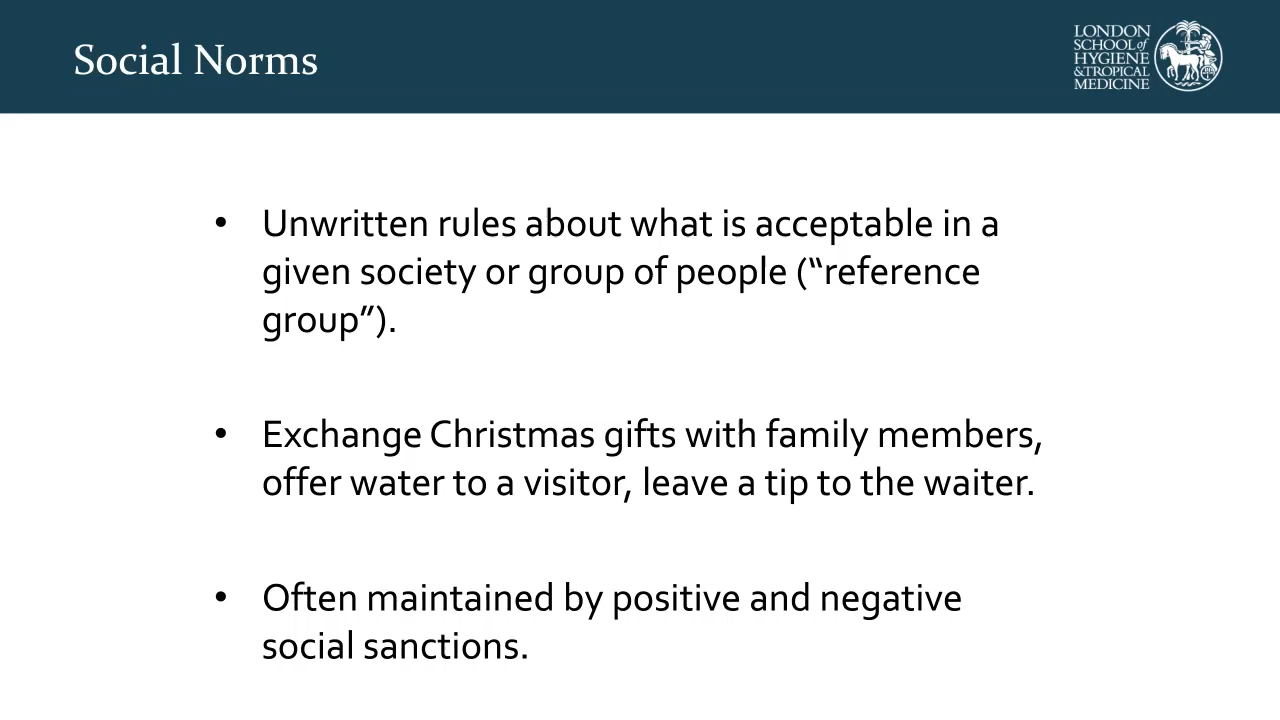 Social Norms
LONDON
SCHOOL of
HYGIENE
& TROPICAL
MEDICINE
• Unwritten rules about what is acceptable in a
given society or group of people (“reference
group”).
• Exchange Christmas gifts with family members,
offer water to a visitor, leave a tip to the waiter.
• Often maintained by positive and negative
social sanctions.